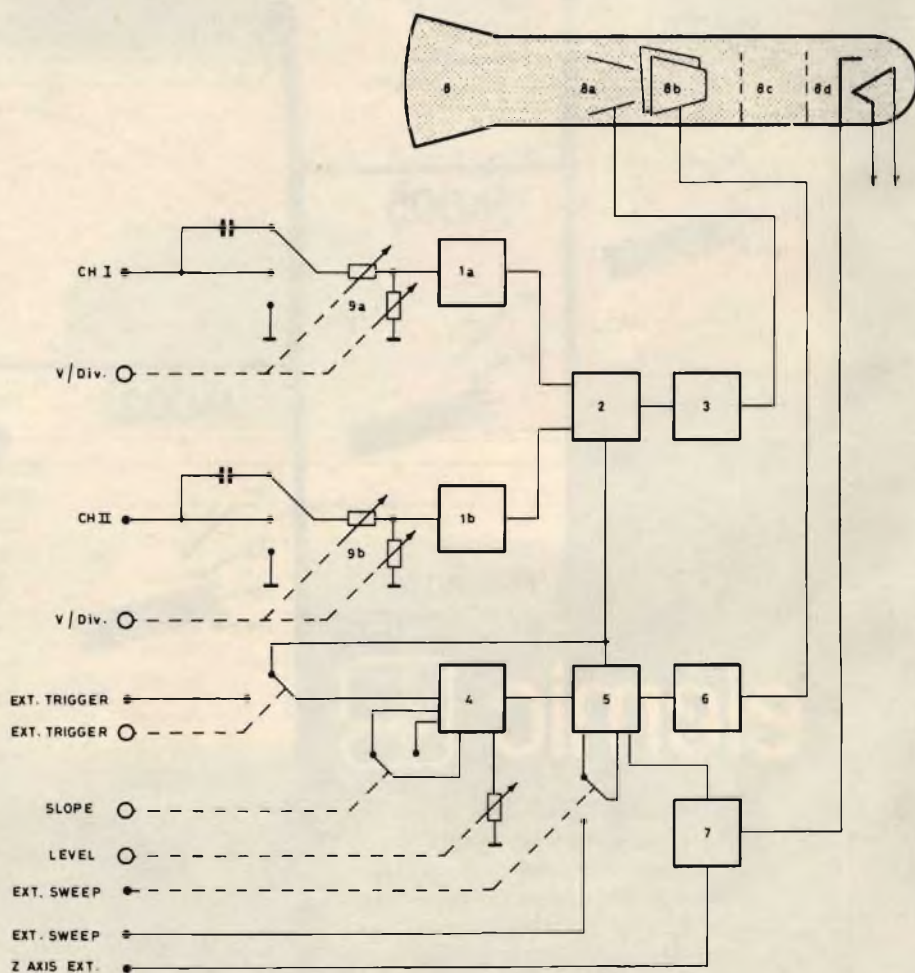 8 8a 8b 8c 8d
CH I
9a
1a
V/Div.
2
3
CH II
9b
1b
V/Div.
EXT. TRIGGER
4
5
6
EXT. TRIGGER
SLOPE
7
LEVEL
EXT. SWEEP
EXT. SWEEP
Z AXIS EXT.